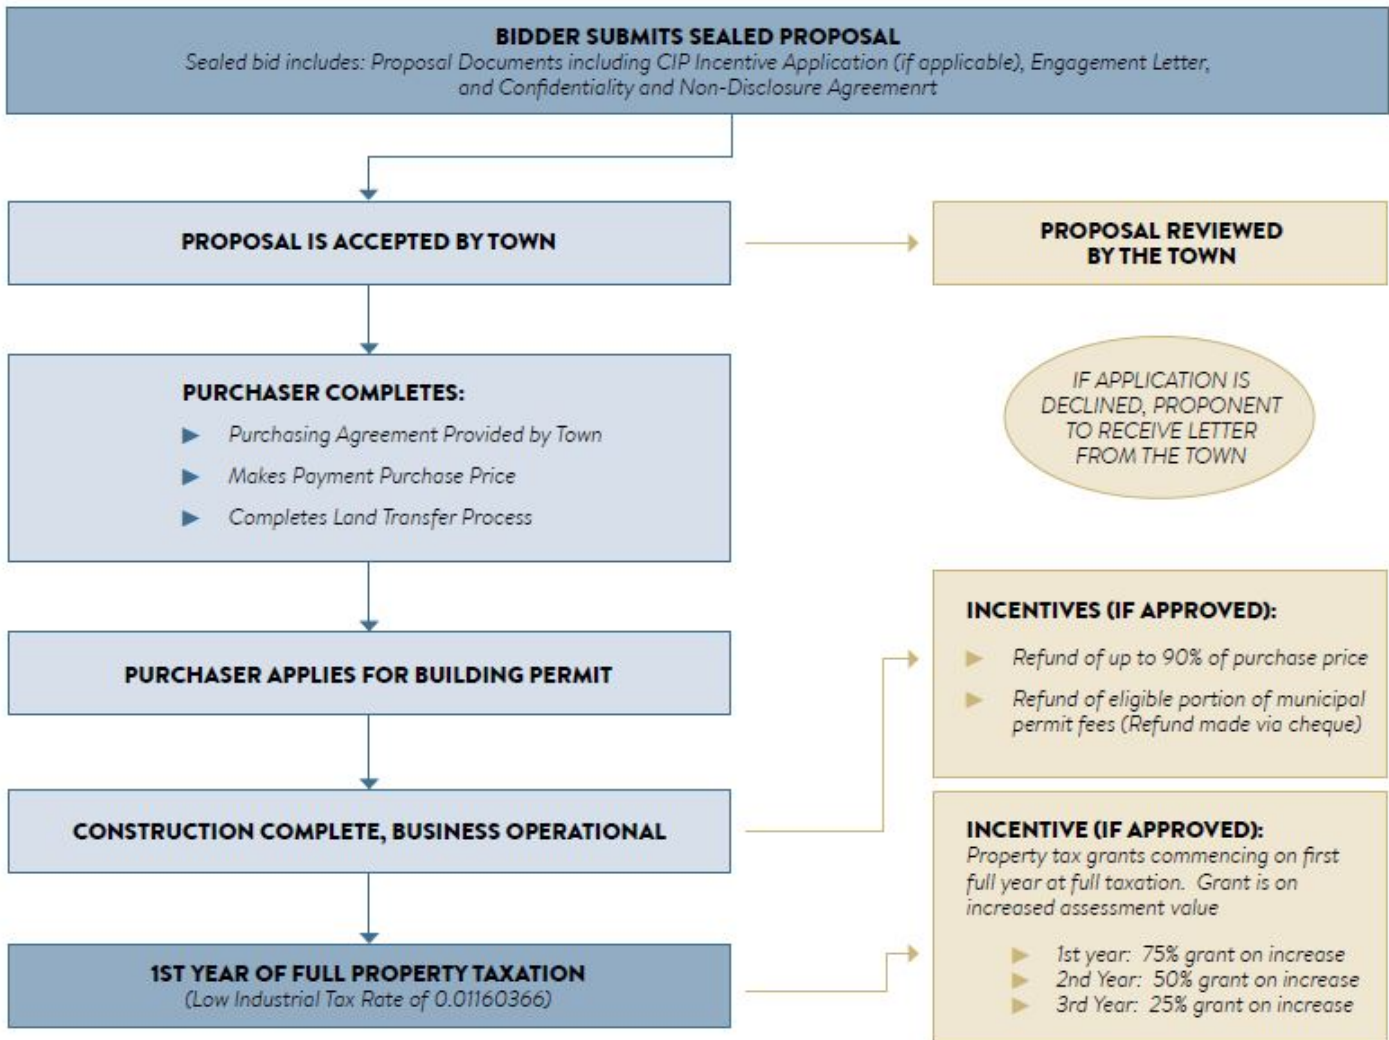 BIDDER SUBMITS SEALED PROPOSAL
Sealed bid includes: Proposal Documents including CIP Incentive Application (if applicable), Engagement Letter,
and Confidentiality and Non-Disclosure Agreemenrt
PROPOSAL IS ACCEPTED BY TOWN
PROPOSAL REVIEWED
BY THE TOWN
IF APPLICATION IS
DECLINED, PROPONENT
TO RECEIVE LETTER
FROM THE TOWN
PURCHASER COMPLETES:
▶ Purchasing Agreement Provided by Town
▶ Makes Payment Purchase Price
▶ Completes Land Transfer Process
PURCHASER APPLIES FOR BUILDING PERMIT
INCENTIVES (IF APPROVED):
▶ Refund of up to 90% of purchase price
▶ Refund of eligible portion of municipal
permit fees (Refund made via cheque)
CONSTRUCTION COMPLETE, BUSINESS OPERATIONAL
INCENTIVE (IF APPROVED):
Property tax grants commencing on first
full year at full taxation. Grant is on
increased assessment value
▶ 1st year: 75% grant on increase
▶ 2nd Year: 50% grant on increase
▶ 3rd Year: 25% grant on increase
1ST YEAR OF FULL PROPERTY TAXATION
(Low Industrial Tax Rate of 0.01160366)